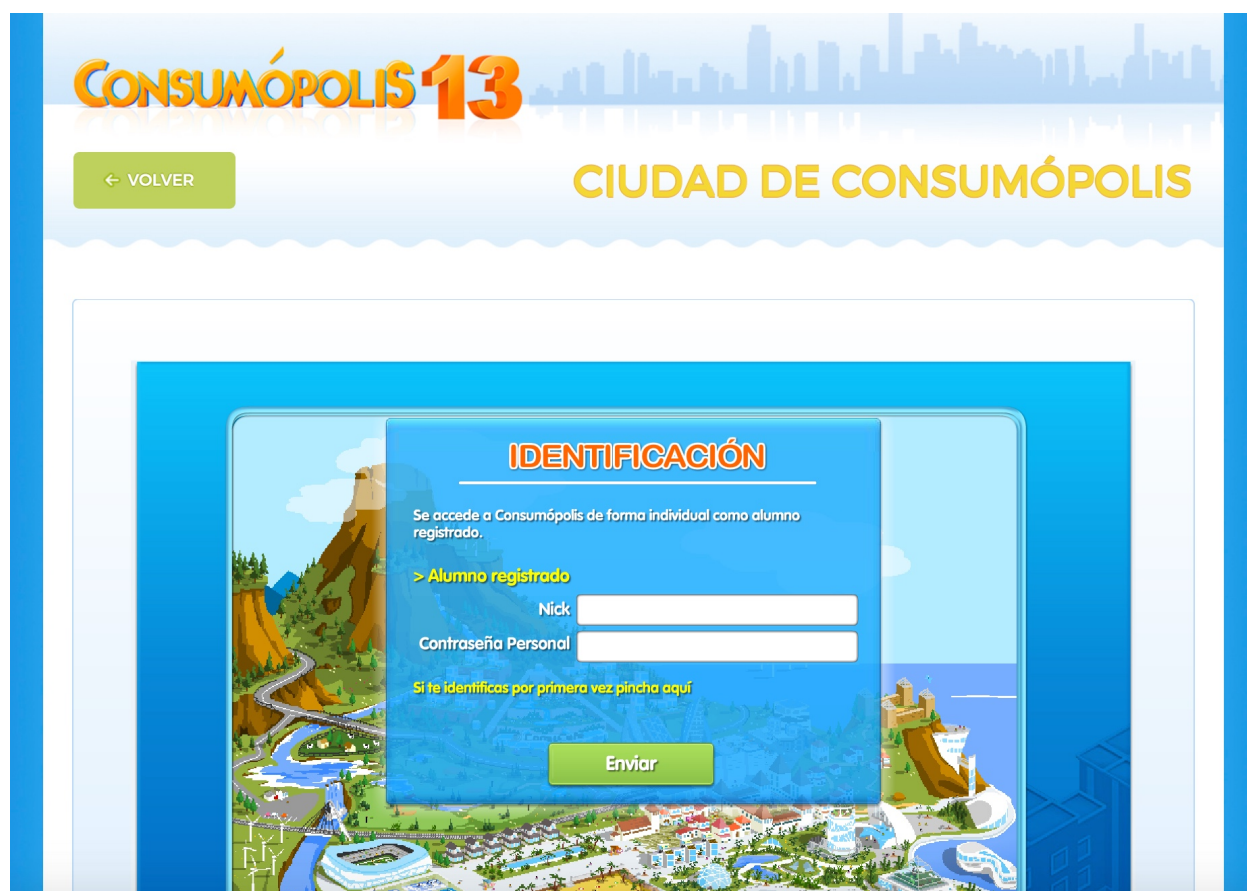 CONSUMÓPOLIS 13
← VOLVER
CIUDAD DE CONSUMÓPOLIS
IDENTIFICACIÓN
Se accede a Consumópolis de forma individual como alumno
registrado.
> Alumno registrado
Nick
Contraseña Personal
Si te identificas por primera vez pincha aquí
Enviar